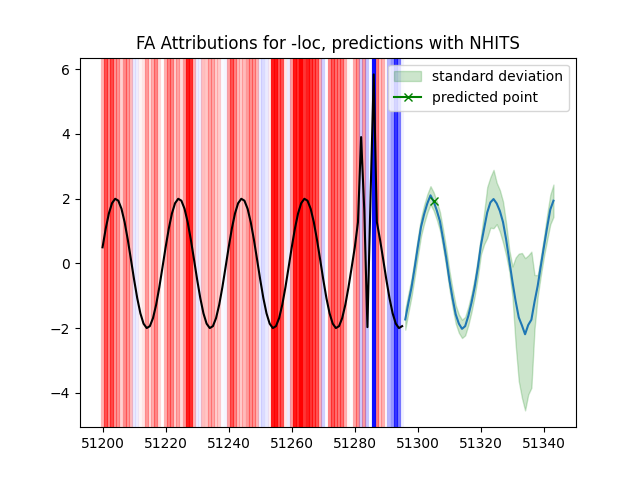 FA Attributions for -loc, predictions with NHITS
6
4
2
0
−2
−4
standard deviation
predicted point
51200 51220 51240 51260 51280 51300 51320 51340